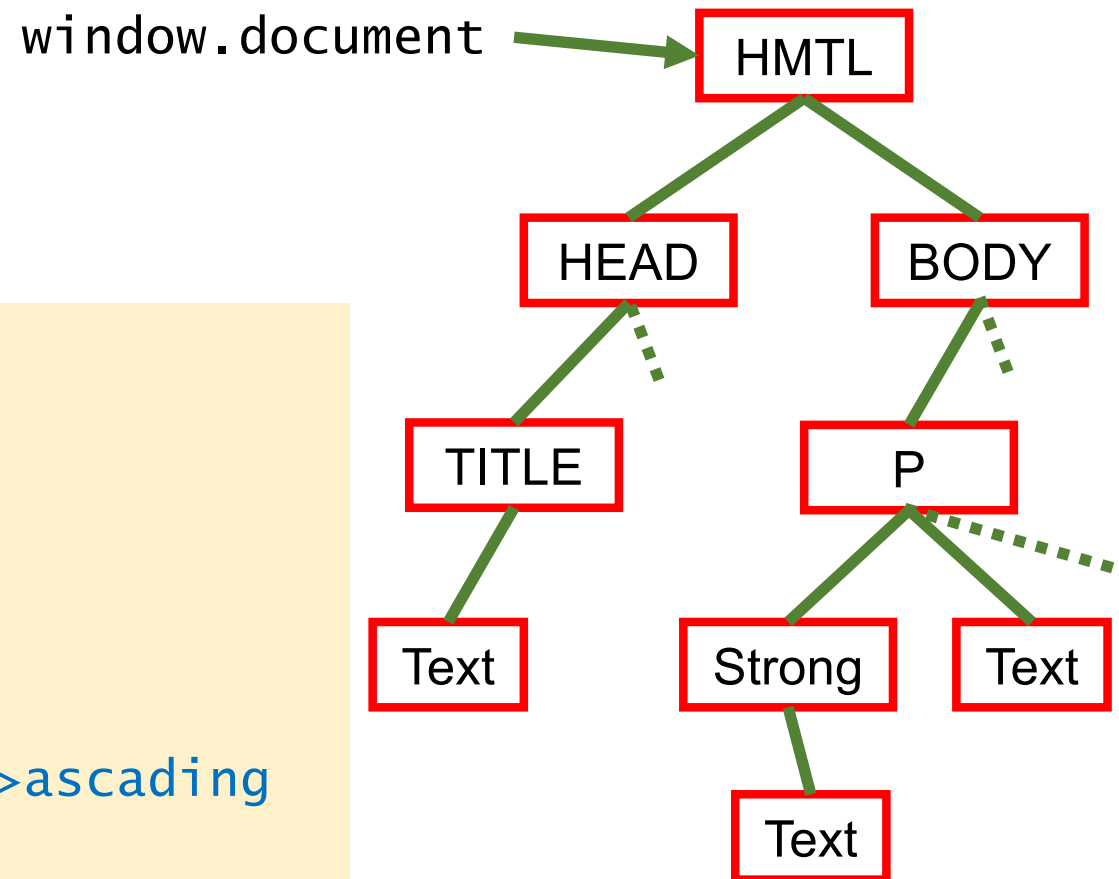 window.document
HMTL
HEAD
BODY
TITLE
P
Text
Strong
Text
>ascading
Text